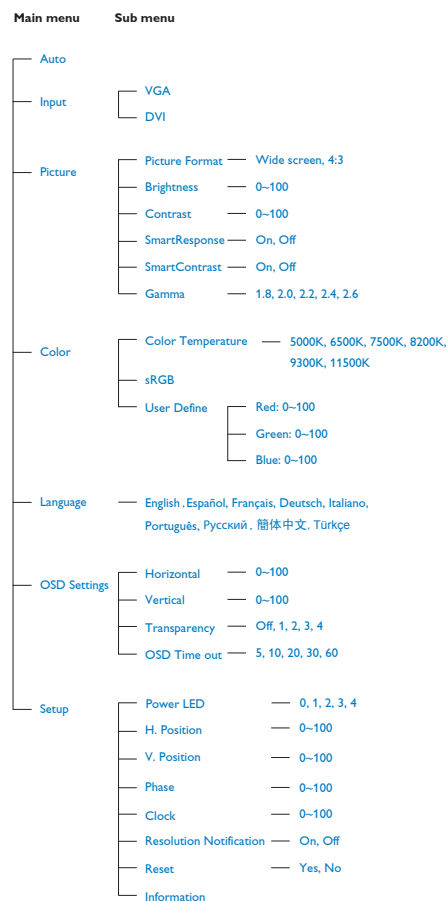 Main menu Sub menu
Auto
Input
VGA
DVI
Picture
Picture Format Wide screen, 4:3
Brightness 0~100
Contrast 0~100
SmartResponse On, Off
SmartContrast On, Off
Gamma 1.8, 2.0, 2.2, 2.4, 2.6
Color
Color Temperature 5000K, 6500K, 7500K, 8200K,
9300K, 11500K
sRGB
User Define Red: 0~100
Green: 0~100
Blue: 0~100
Language English, Español, Français, Deutsch, Italiano,
Português, Русский, 簡体中文, Türkçe
OSD Settings
Horizontal 0~100
Vertical 0~100
Transparency Off, 1, 2, 3, 4
OSD Time out 5, 10, 20, 30, 60
Setup
Power LED 0, 1, 2, 3, 4
H. Position 0~100
V. Position 0~100
Phase 0~100
Clock 0~100
Resolution Notification On, Off
Reset Yes, No
Information